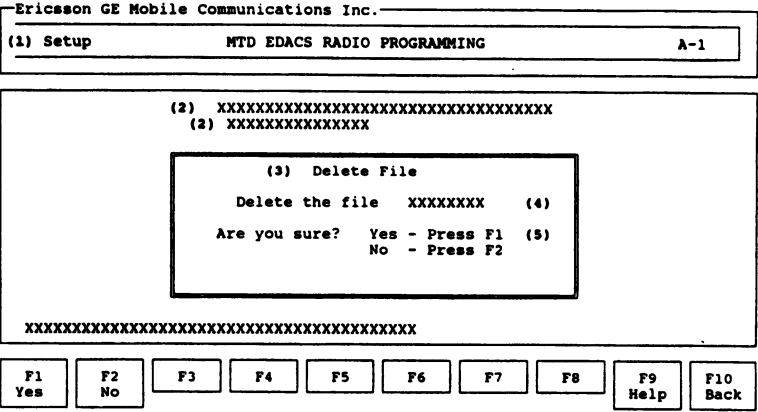 Ericsson GE Mobile Communications Inc.
(1) Setup MTD EDACS RADIO PROGRAMMING A-1
(2) XXXXXXXXXXXXXXXXXXXXXXXXXXXXXXXXXXX
(2) XXXXXXXXXXXXXXX
(3) Delete File
Delete the file XXXXXXXX (4)
Are you sure? Yes - Press F1 (5)
No - Press F2
XXXXXXXXXXXXXXXXXXXXXXXXXXXXXXXXXXXXXXXXX
F1 Yes
F2 No
F3
F4
F5
F6
F7
F8
F9 Help
F10 Back